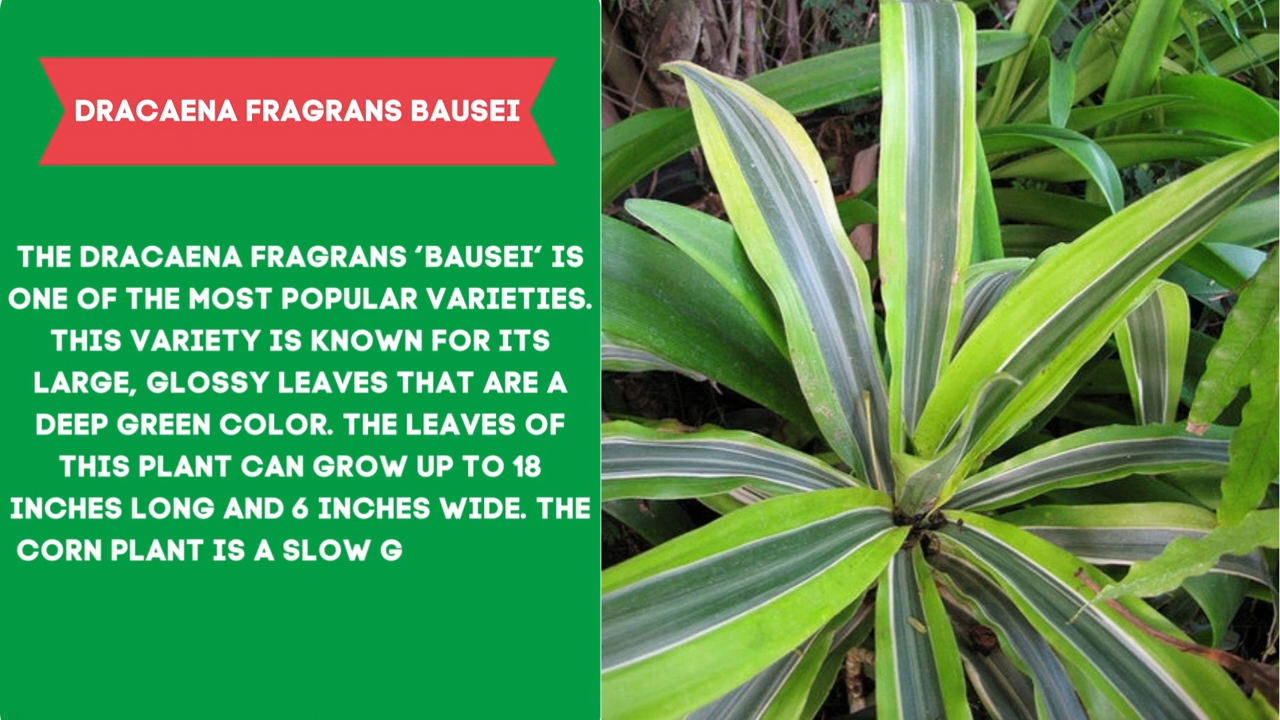 DRACAENA FRAGRANS BAUSEI
THE DRACAENA FRAGRANS ‘BAUSEI’ IS
ONE OF THE MOST POPULAR VARIETIES.
THIS VARIETY IS KNOWN FOR ITS
LARGE, GLOSSY LEAVES THAT ARE A
DEEP GREEN COLOR. THE LEAVES OF
THIS PLANT CAN GROW UP TO 18
INCHES LONG AND 6 INCHES WIDE. THE
CORN PLANT IS A SLOW G